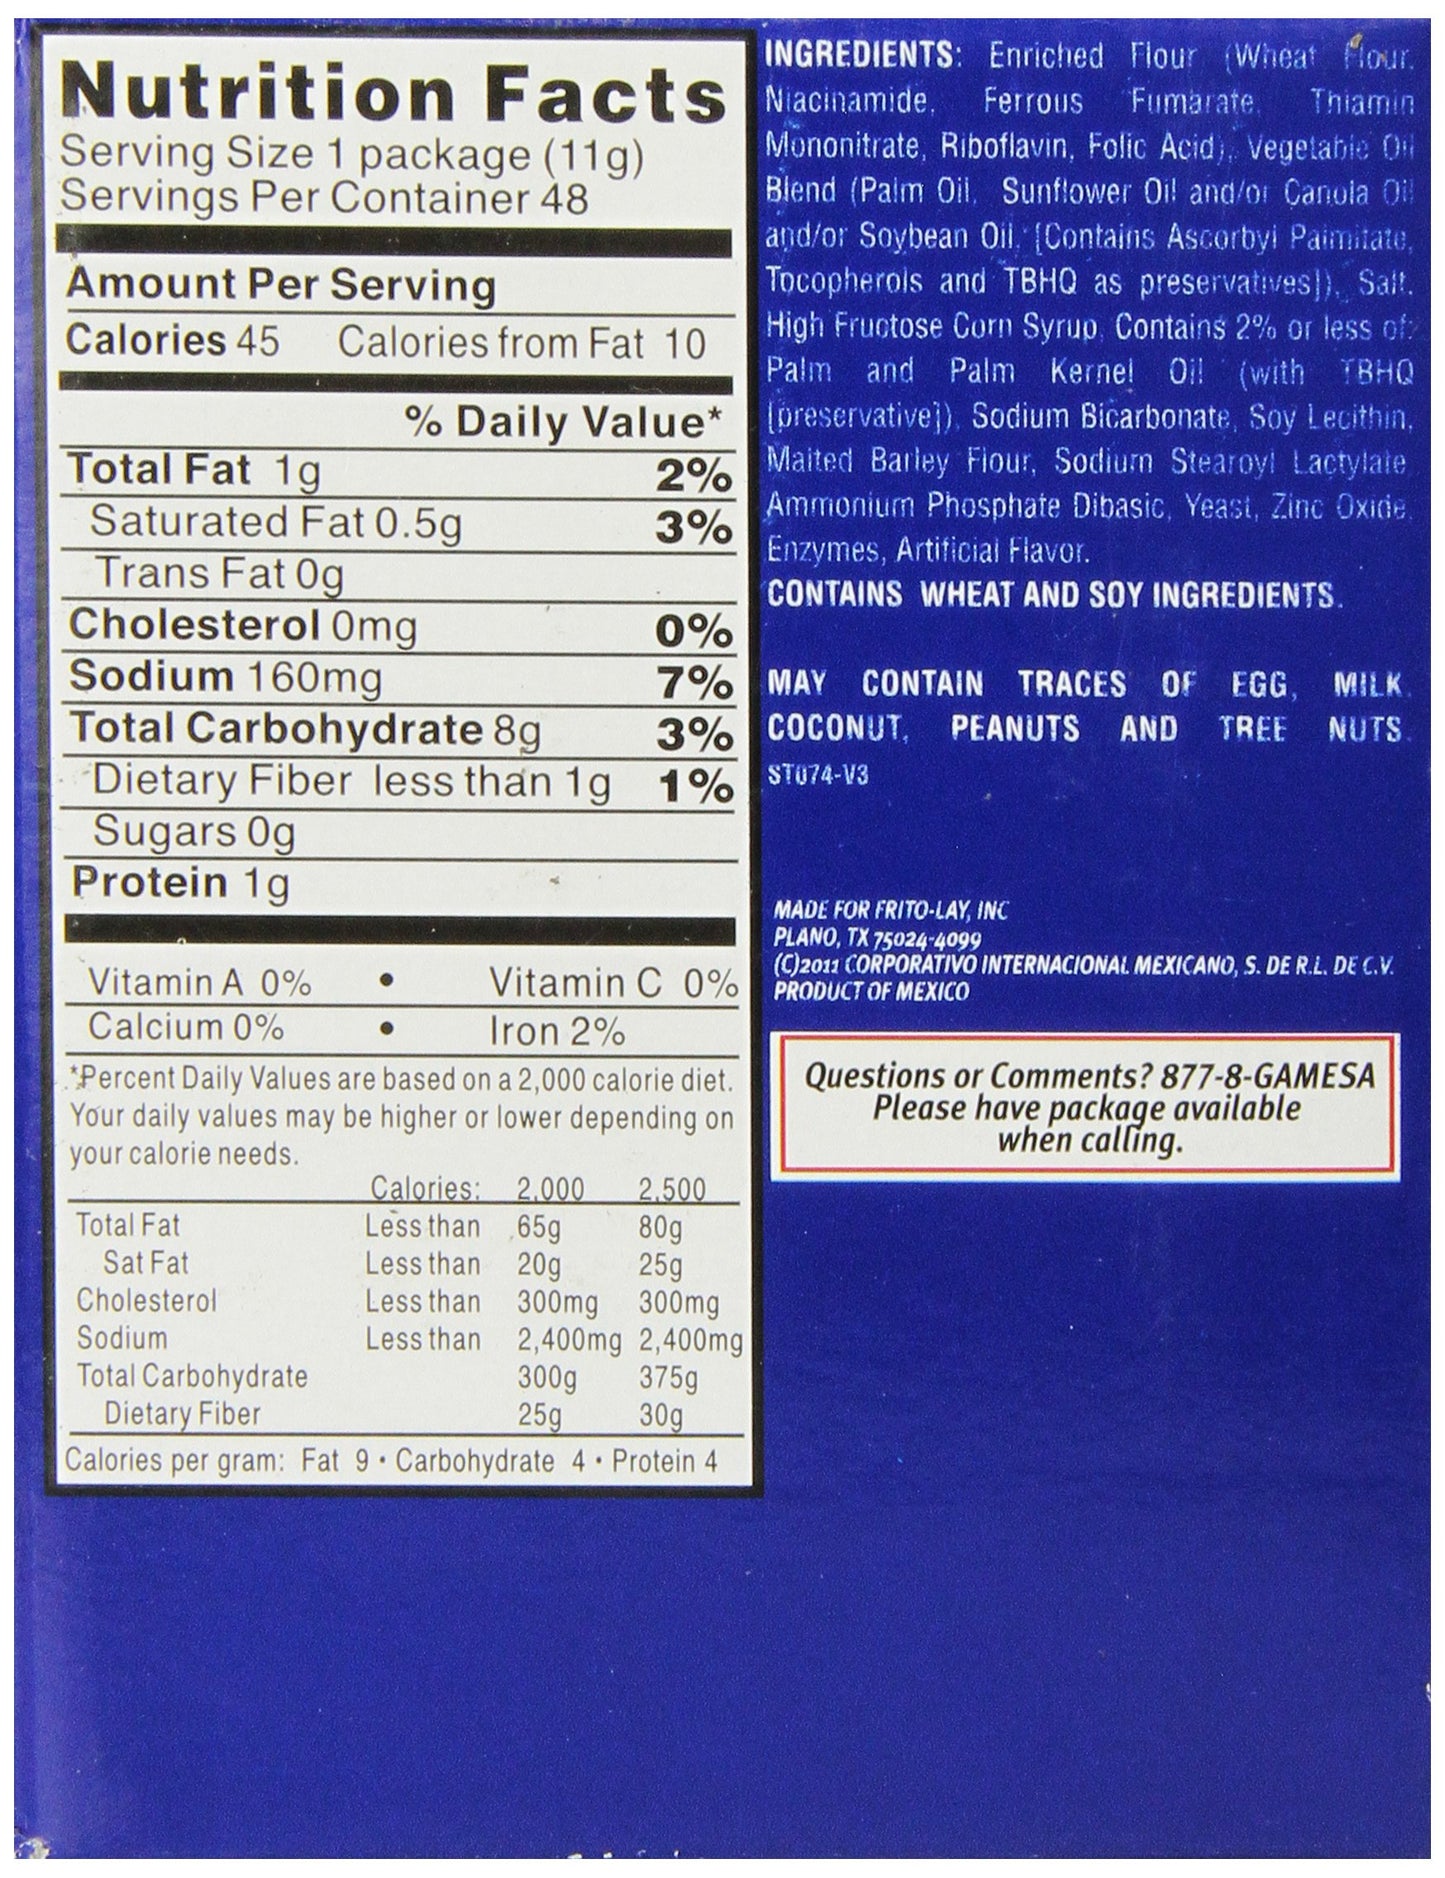 Nutrition Facts
Serving Size 1 package (11g)
Servings Per Container 48
Amount Per Serving
Calories 45 Calories from Fat 10
% Daily Value*
Total Fat 1g 2%
Saturated Fat 0.5g 3%
Trans Fat 0g
Cholesterol 0mg 0%
Sodium 160mg 7%
Total Carbohydrate 8g 3%
Dietary Fiber less than 1g 1%
Sugars 0g
Protein 1g
Vitamin A 0% • Vitamin C 0%
Calcium 0% • Iron 2%
*Percent Daily Values are based on a 2,000 calorie diet.
Your daily values may be higher or lower depending on
your calorie needs.
Calories: 2,000 2,500
Total Fat Less than 65g 80g
Sat Fat Less than 20g 25g
Cholesterol Less than 300mg 300mg
Sodium Less than 2,400mg 2,400mg
Total Carbohydrate 300g 375g
Dietary Fiber 25g 30g
Calories per gram: Fat 9 • Carbohydrate 4 • Protein 4
INGREDIENTS: Enriched Flour (Wheat Flour,
Niacinamide, Ferrous Fumarate, Thiamin
Mononitrate, Riboflavin, Folic Acid), Vegetable Oil
Blend (Palm Oil, Sunflower Oil and/or Canola Oil
and/or Soybean Oil, [Contains Ascorbyl Palmitate,
Tocopherols and TBHQ as preservatives]), Salt,
High Fructose Corn Syrup, Contains 2% or less of:
Palm and Palm Kernel Oil (with TBHQ
[preservative]), Sodium Bicarbonate, Soy Lecithin,
Malted Barley Flour, Sodium Stearoyl Lactylate
Ammonium Phosphate Dibasic, Yeast, Zinc Oxide,
Enzymes, Artificial Flavor.
CONTAINS WHEAT AND SOY INGREDIENTS.
MAY CONTAIN TRACES OF EGG, MILK,
COCONUT, PEANUTS AND TREE NUTS.
ST074-V3
MADE FOR FRITO-LAY, INC
PLANO, TX 75024-4099
(C)2011 CORPORATIVO INTERNACIONAL MEXICANO, S. DE R.L. DE C.V.
PRODUCT OF MEXICO
Questions or Comments? 877-8-GAMESA
Please have package available
when calling.